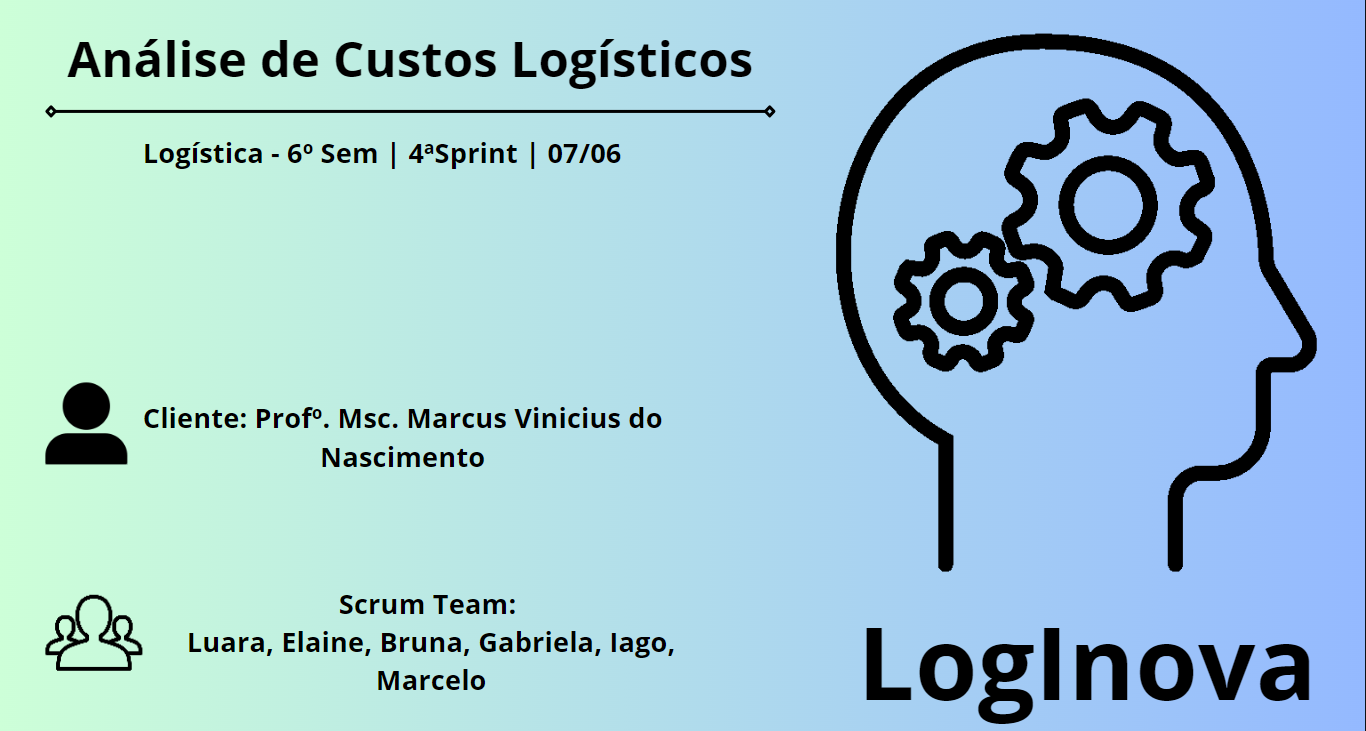 Análise de Custos Logísticos
Logística - 6º Sem | 4ªSprint | 07/06
Cliente: Profº. Msc. Marcus Vinicius do
Nascimento
Scrum Team:
Luara, Elaine, Bruna, Gabriela, Iago,
Marcelo
LogInova